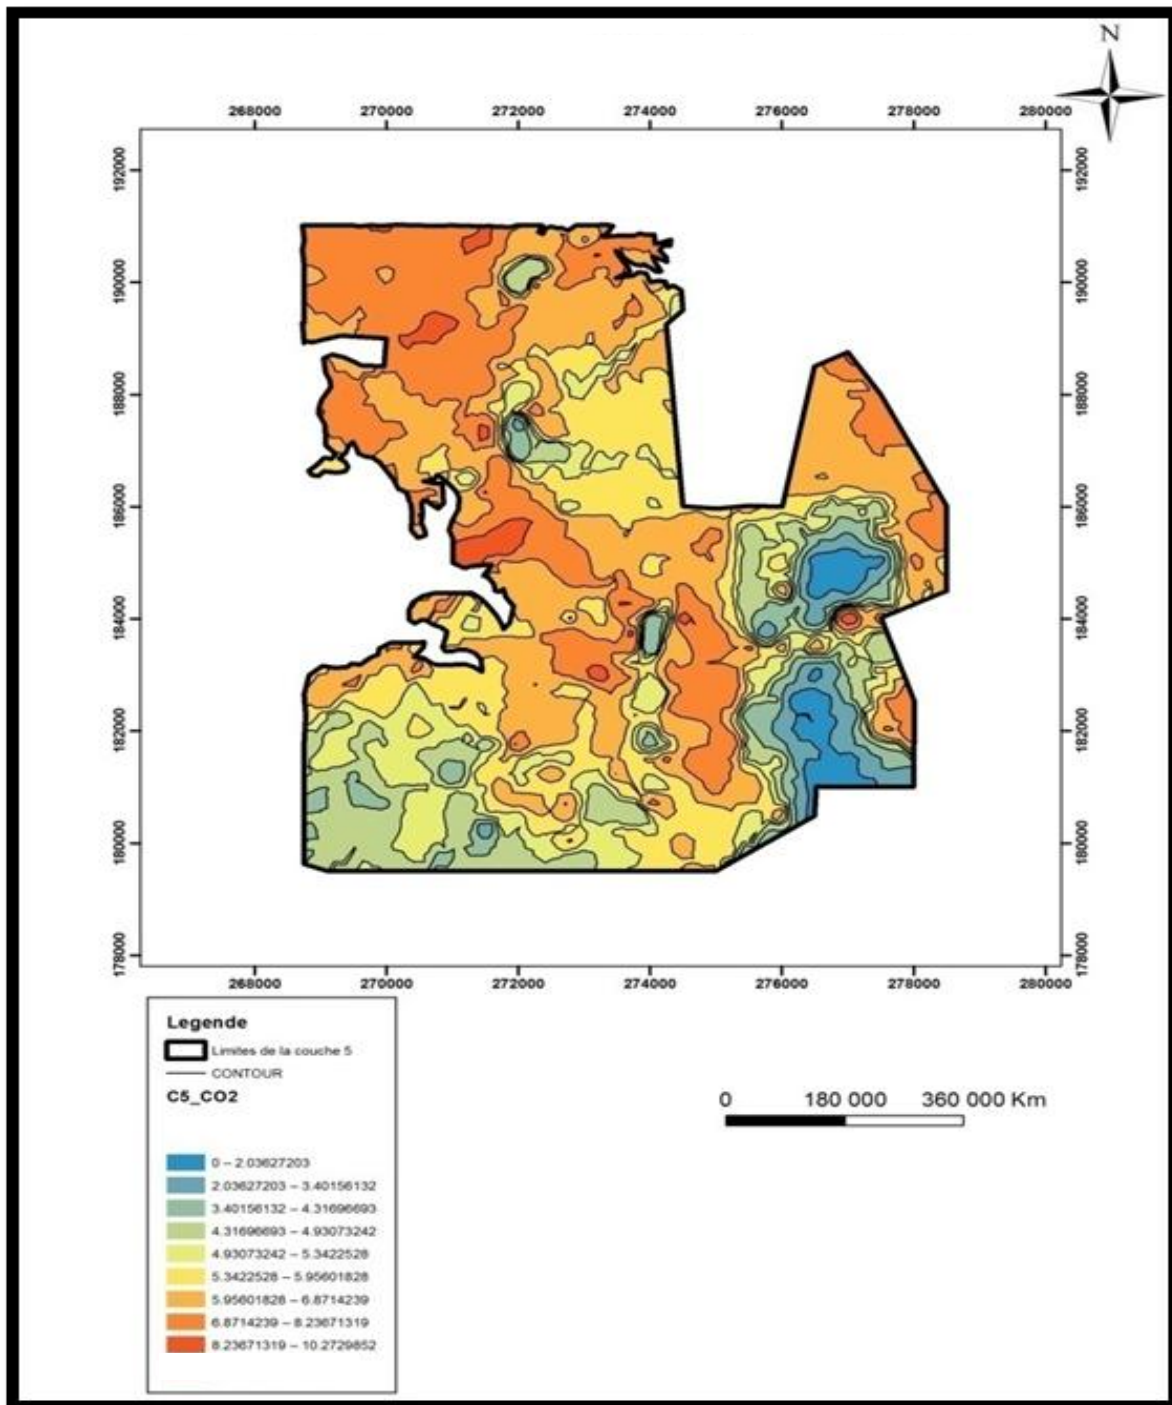 N
268000 270000 272000 274000 276000 278000 280000
192000 192000
190000 190000
188000 188000
186000 186000
184000 184000
182000 182000
180000 180000
178000 178000
268000 270000 272000 274000 276000 278000 280000
Legende
Limites de la couche 5
CONTOUR
C5_CO2
0 180 000 360 000 Km
0 – 2.03627203
2.03627203 – 3.40156132
3.40156132 – 4.31696693
4.31696693 – 4.93073242
4.93073242 – 5.3422528
5.3422528 – 5.95601828
5.95601828 – 6.8714239
6.8714239 – 8.23671319
8.23671319 – 10.2729852